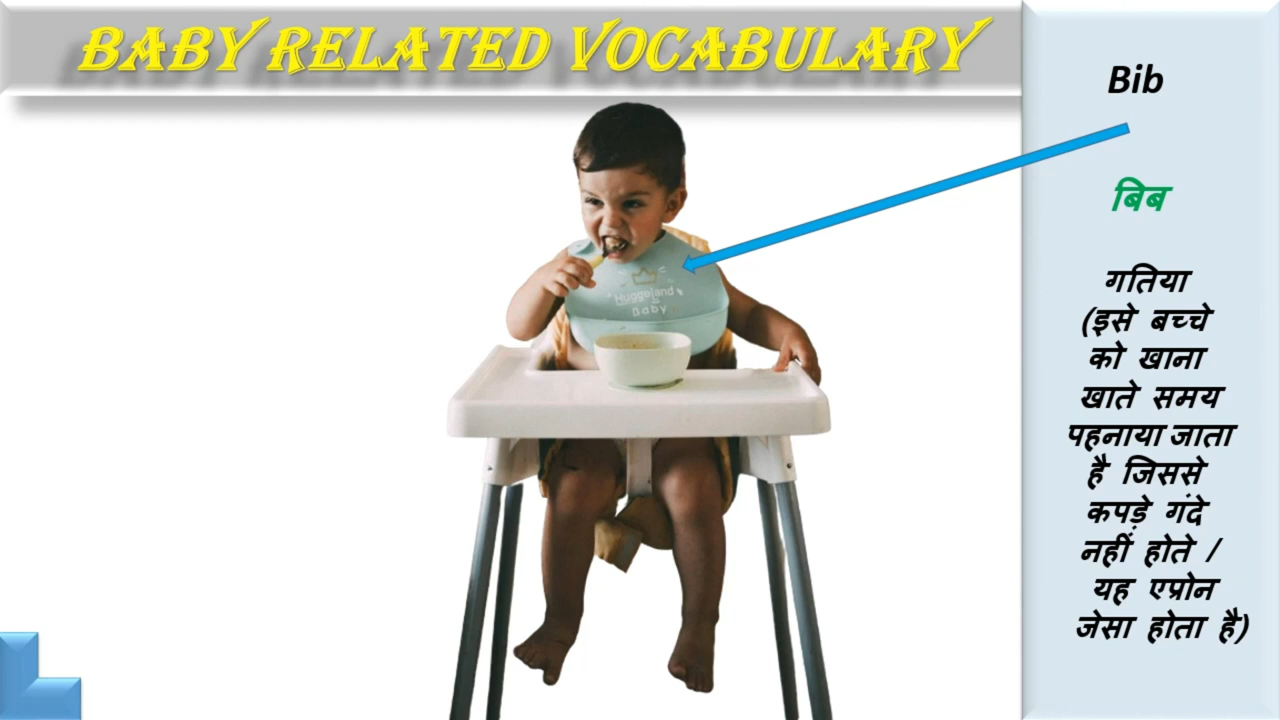 BABY RELATED VOCABULARY
Bib
बिब
गतिया
(इसे बच्चे
को खाना
खाते समय
पहनाया जाता
है जिससे
कपड़े गंदे
नहीं होते /
यह एप्रोन
जेसा होता है)
Huggeland
Baby